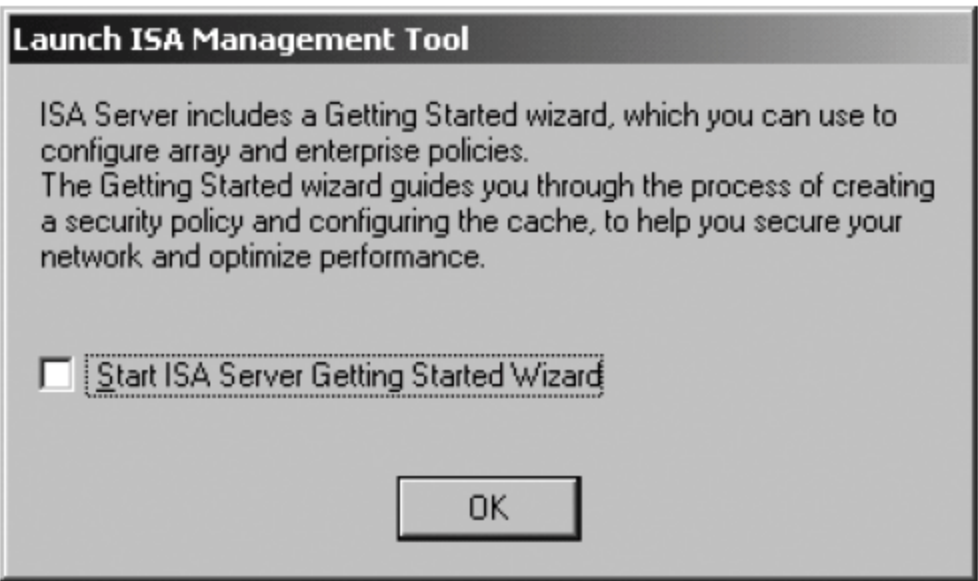 Launch ISA Management Tool
ISA Server includes a Getting Started wizard, which you can use to
configure array and enterprise policies.
The Getting Started wizard guides you through the process of creating
a security policy and configuring the cache, to help you secure your
network and optimize performance.
Start ISA Server Getting Started Wizard
OK